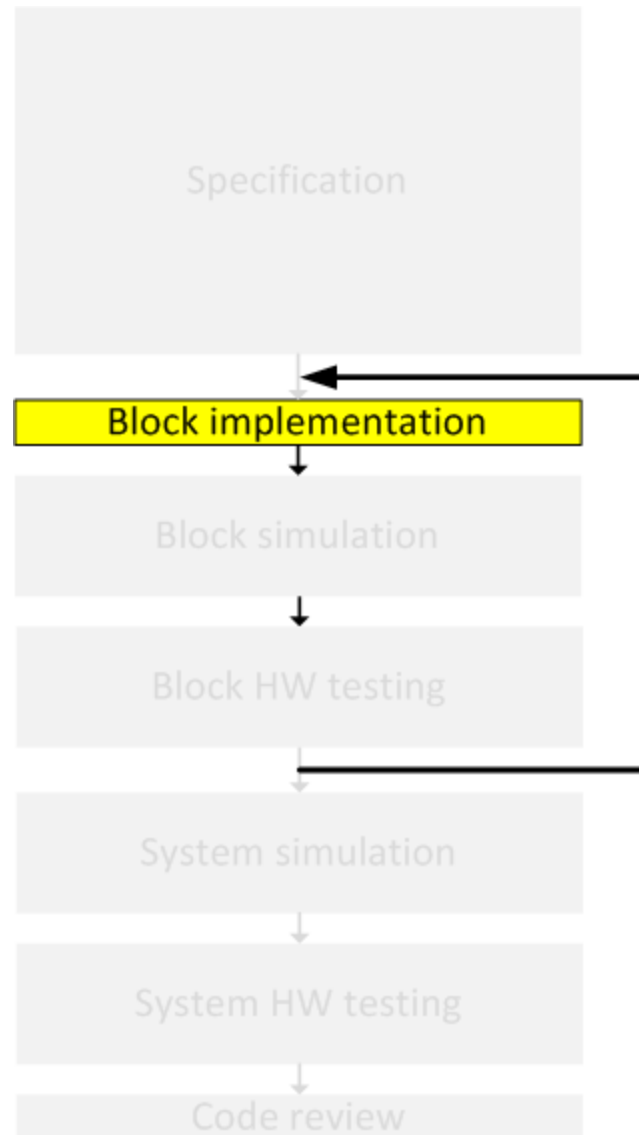 Specification
Block implementation
Block simulation
Block HW testing
System simulation
System HW testing
Code review